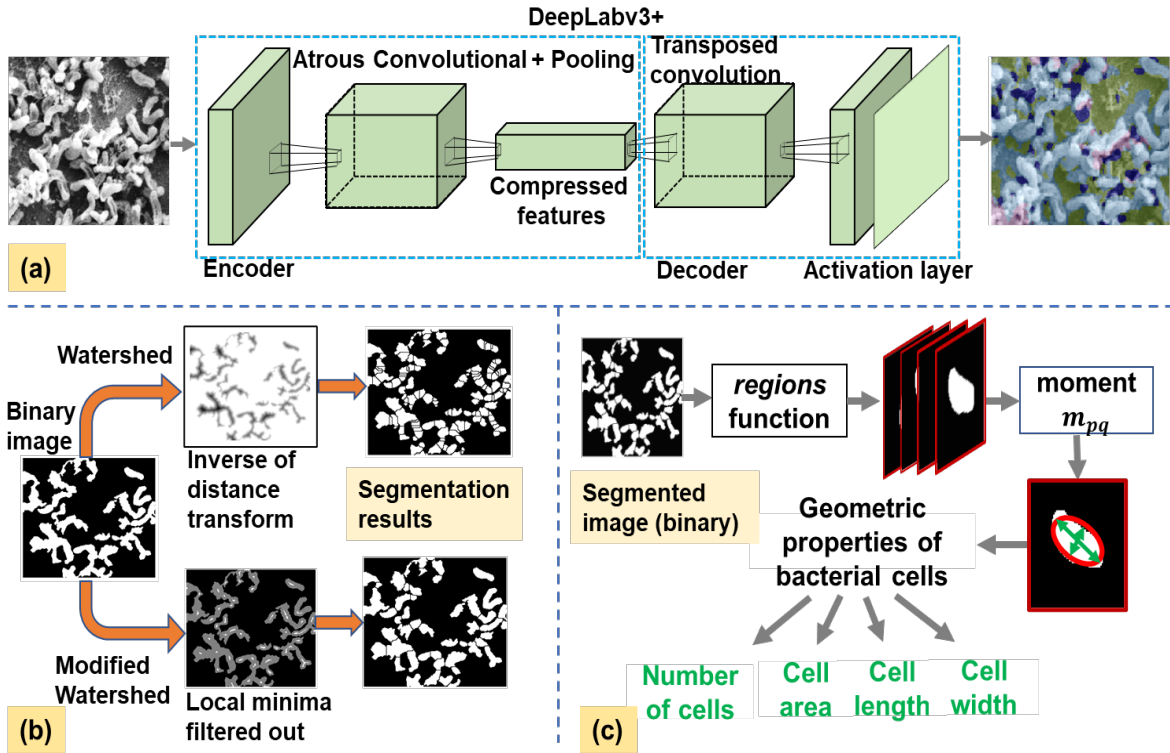 DeepLabv3+
Atrous Convolutional + Pooling
Transposed
convolution
Compressed
features
Encoder
Decoder
Activation layer
(a)
Watershed
Binary
image
Inverse of
distance
transform
Segmentation
results
Modified
Watershed
Local minima
filtered out
(b)
regions
function
moment
m_pq
Segmented
image (binary)
Geometric
properties of
bacterial cells
Number
of cells
Cell
area
Cell
length
Cell
width
(c)